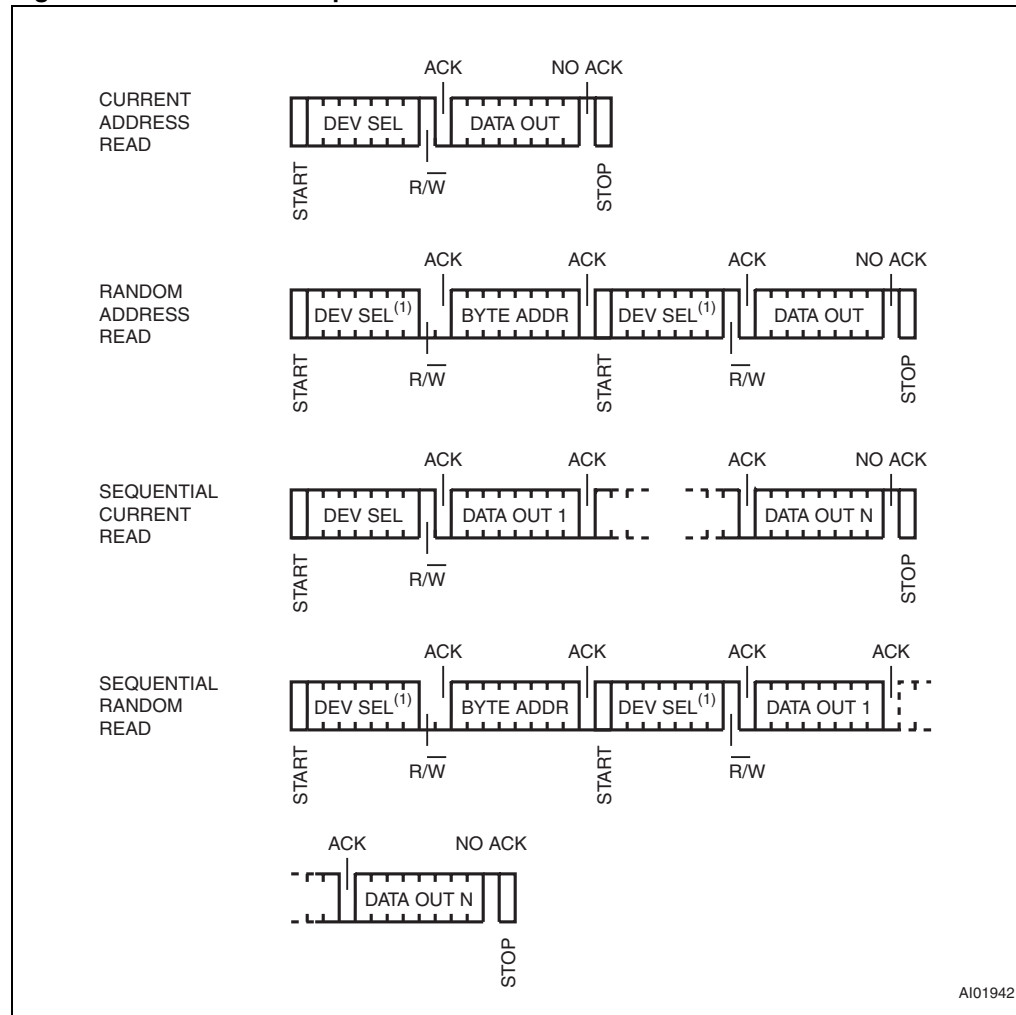 ACK NO ACK
CURRENT
ADDRESS
READ
DEV SEL DATA OUT
START R/W̅ STOP
ACK ACK ACK NO ACK
RANDOM
ADDRESS
READ
DEV SEL(1) BYTE ADDR DEV SEL(1) DATA OUT
START R/W̅ START R/W̅ STOP
ACK ACK ACK NO ACK
SEQUENTIAL
CURRENT
READ
DEV SEL DATA OUT 1 DATA OUT N
START R/W̅ STOP
ACK ACK ACK ACK
SEQUENTIAL
RANDOM
READ
DEV SEL(1) BYTE ADDR DEV SEL(1) DATA OUT 1
START R/W̅ START R/W̅
ACK NO ACK
DATA OUT N
STOP
AI01942